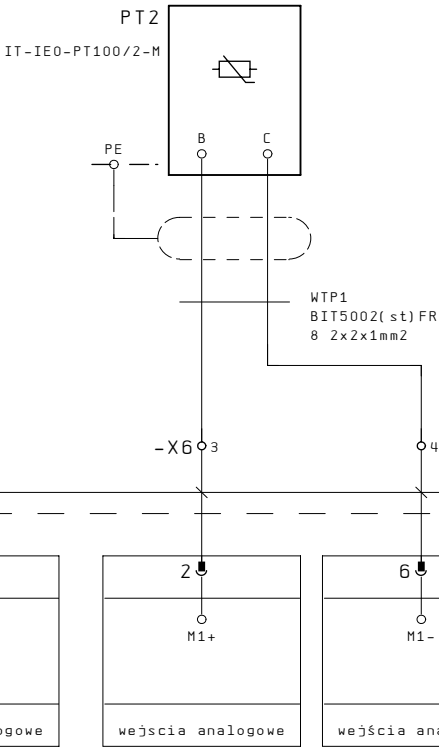 PT2
IT-IEO-PT100/2-M
B C
PE
WTP1
BIT5002(st)FR
8 2x2x1mm2
-X6 3 4
2 6
M1+ M1-
ogowe wejscia analogowe wejścia ana